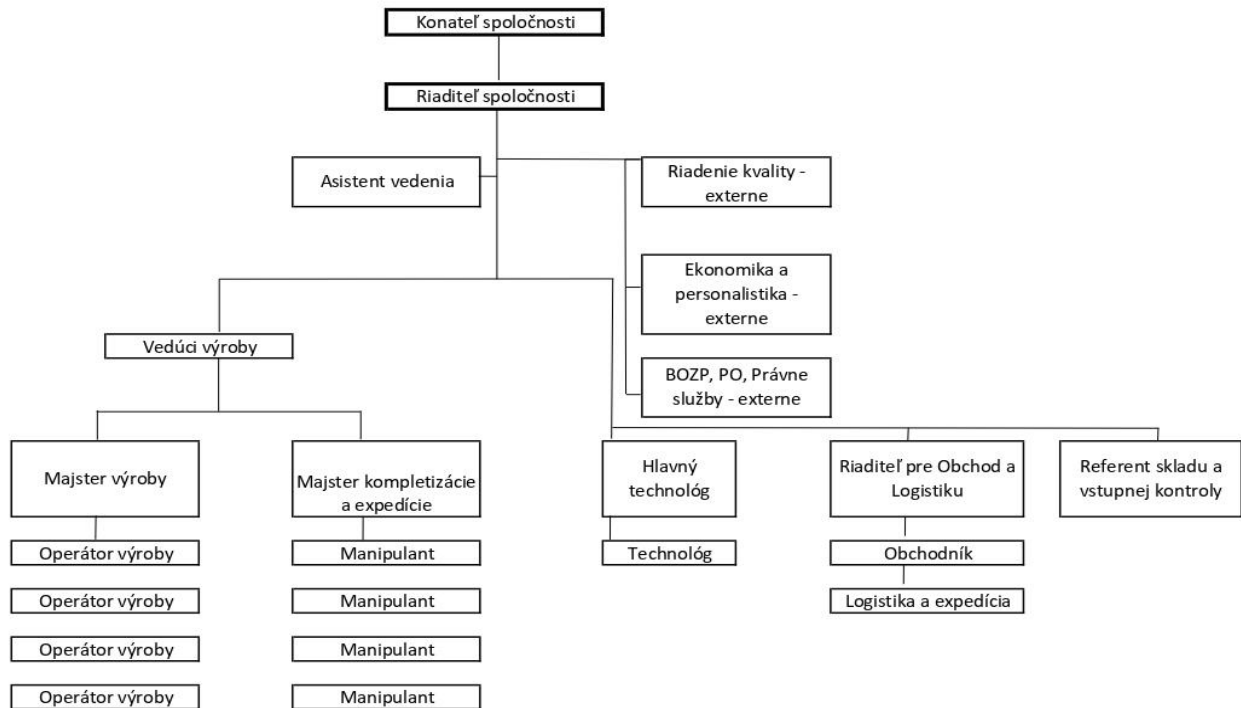 Konateľ spoločnosti
Riaditeľ spoločnosti
Asistent vedenia
Riadenie kvality -
externe
Ekonomika a
personalistika -
externe
Vedúci výroby
BOZP, PO, Právne
služby - externe
Majster výroby
Majster kompletizácie
a expedície
Hlavný
technológ
Riaditeľ pre Obchod a
Logistiku
Referent skladu a
vstupnej kontroly
Operátor výroby
Manipulant
Technológ
Obchodník
Operátor výroby
Manipulant
Logistika a expedícia
Operátor výroby
Manipulant
Operátor výroby
Manipulant